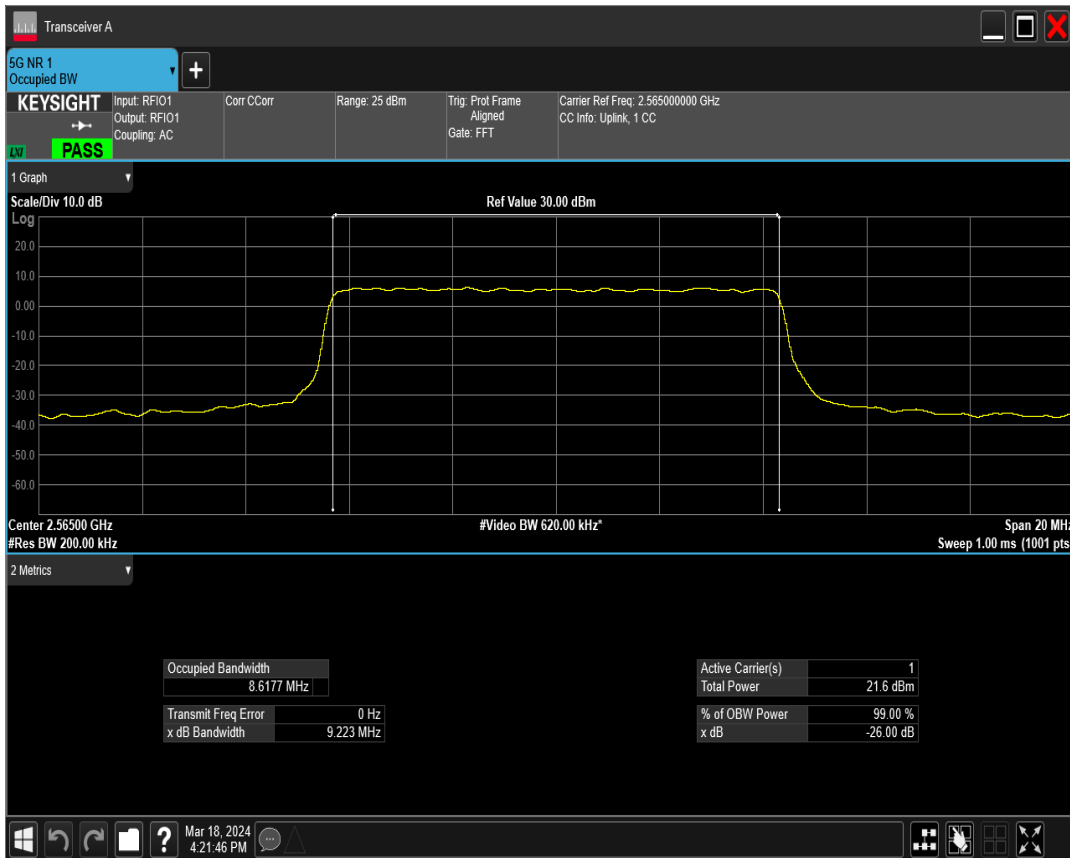 Transceiver A
5G NR 1
Occupied BW
+
KEYSIGHT
LXI PASS
Input: RFIO1
Output: RFIO1
Coupling: AC
Corr CCorr
Range: 25 dBm
Trig: Prot Frame
Aligned
Gate: FFT
Carrier Ref Freq: 2.565000000 GHz
CC Info: Uplink, 1 CC
1 Graph
Scale/Div 10.0 dB Ref Value 30.00 dBm
Log
20.0
10.0
0.00
-10.0
-20.0
-30.0
-40.0
-50.0
-60.0
Center 2.56500 GHz #Video BW 620.00 kHz* Span 20 MHz
#Res BW 200.00 kHz Sweep 1.00 ms (1001 pts
2 Metrics
Occupied Bandwidth
8.6177 MHz
Transmit Freq Error 0 Hz
x dB Bandwidth 9.223 MHz
Active Carrier(s) 1
Total Power 21.6 dBm
% of OBW Power 99.00 %
x dB -26.00 dB
?
Mar 18, 2024
4:21:46 PM